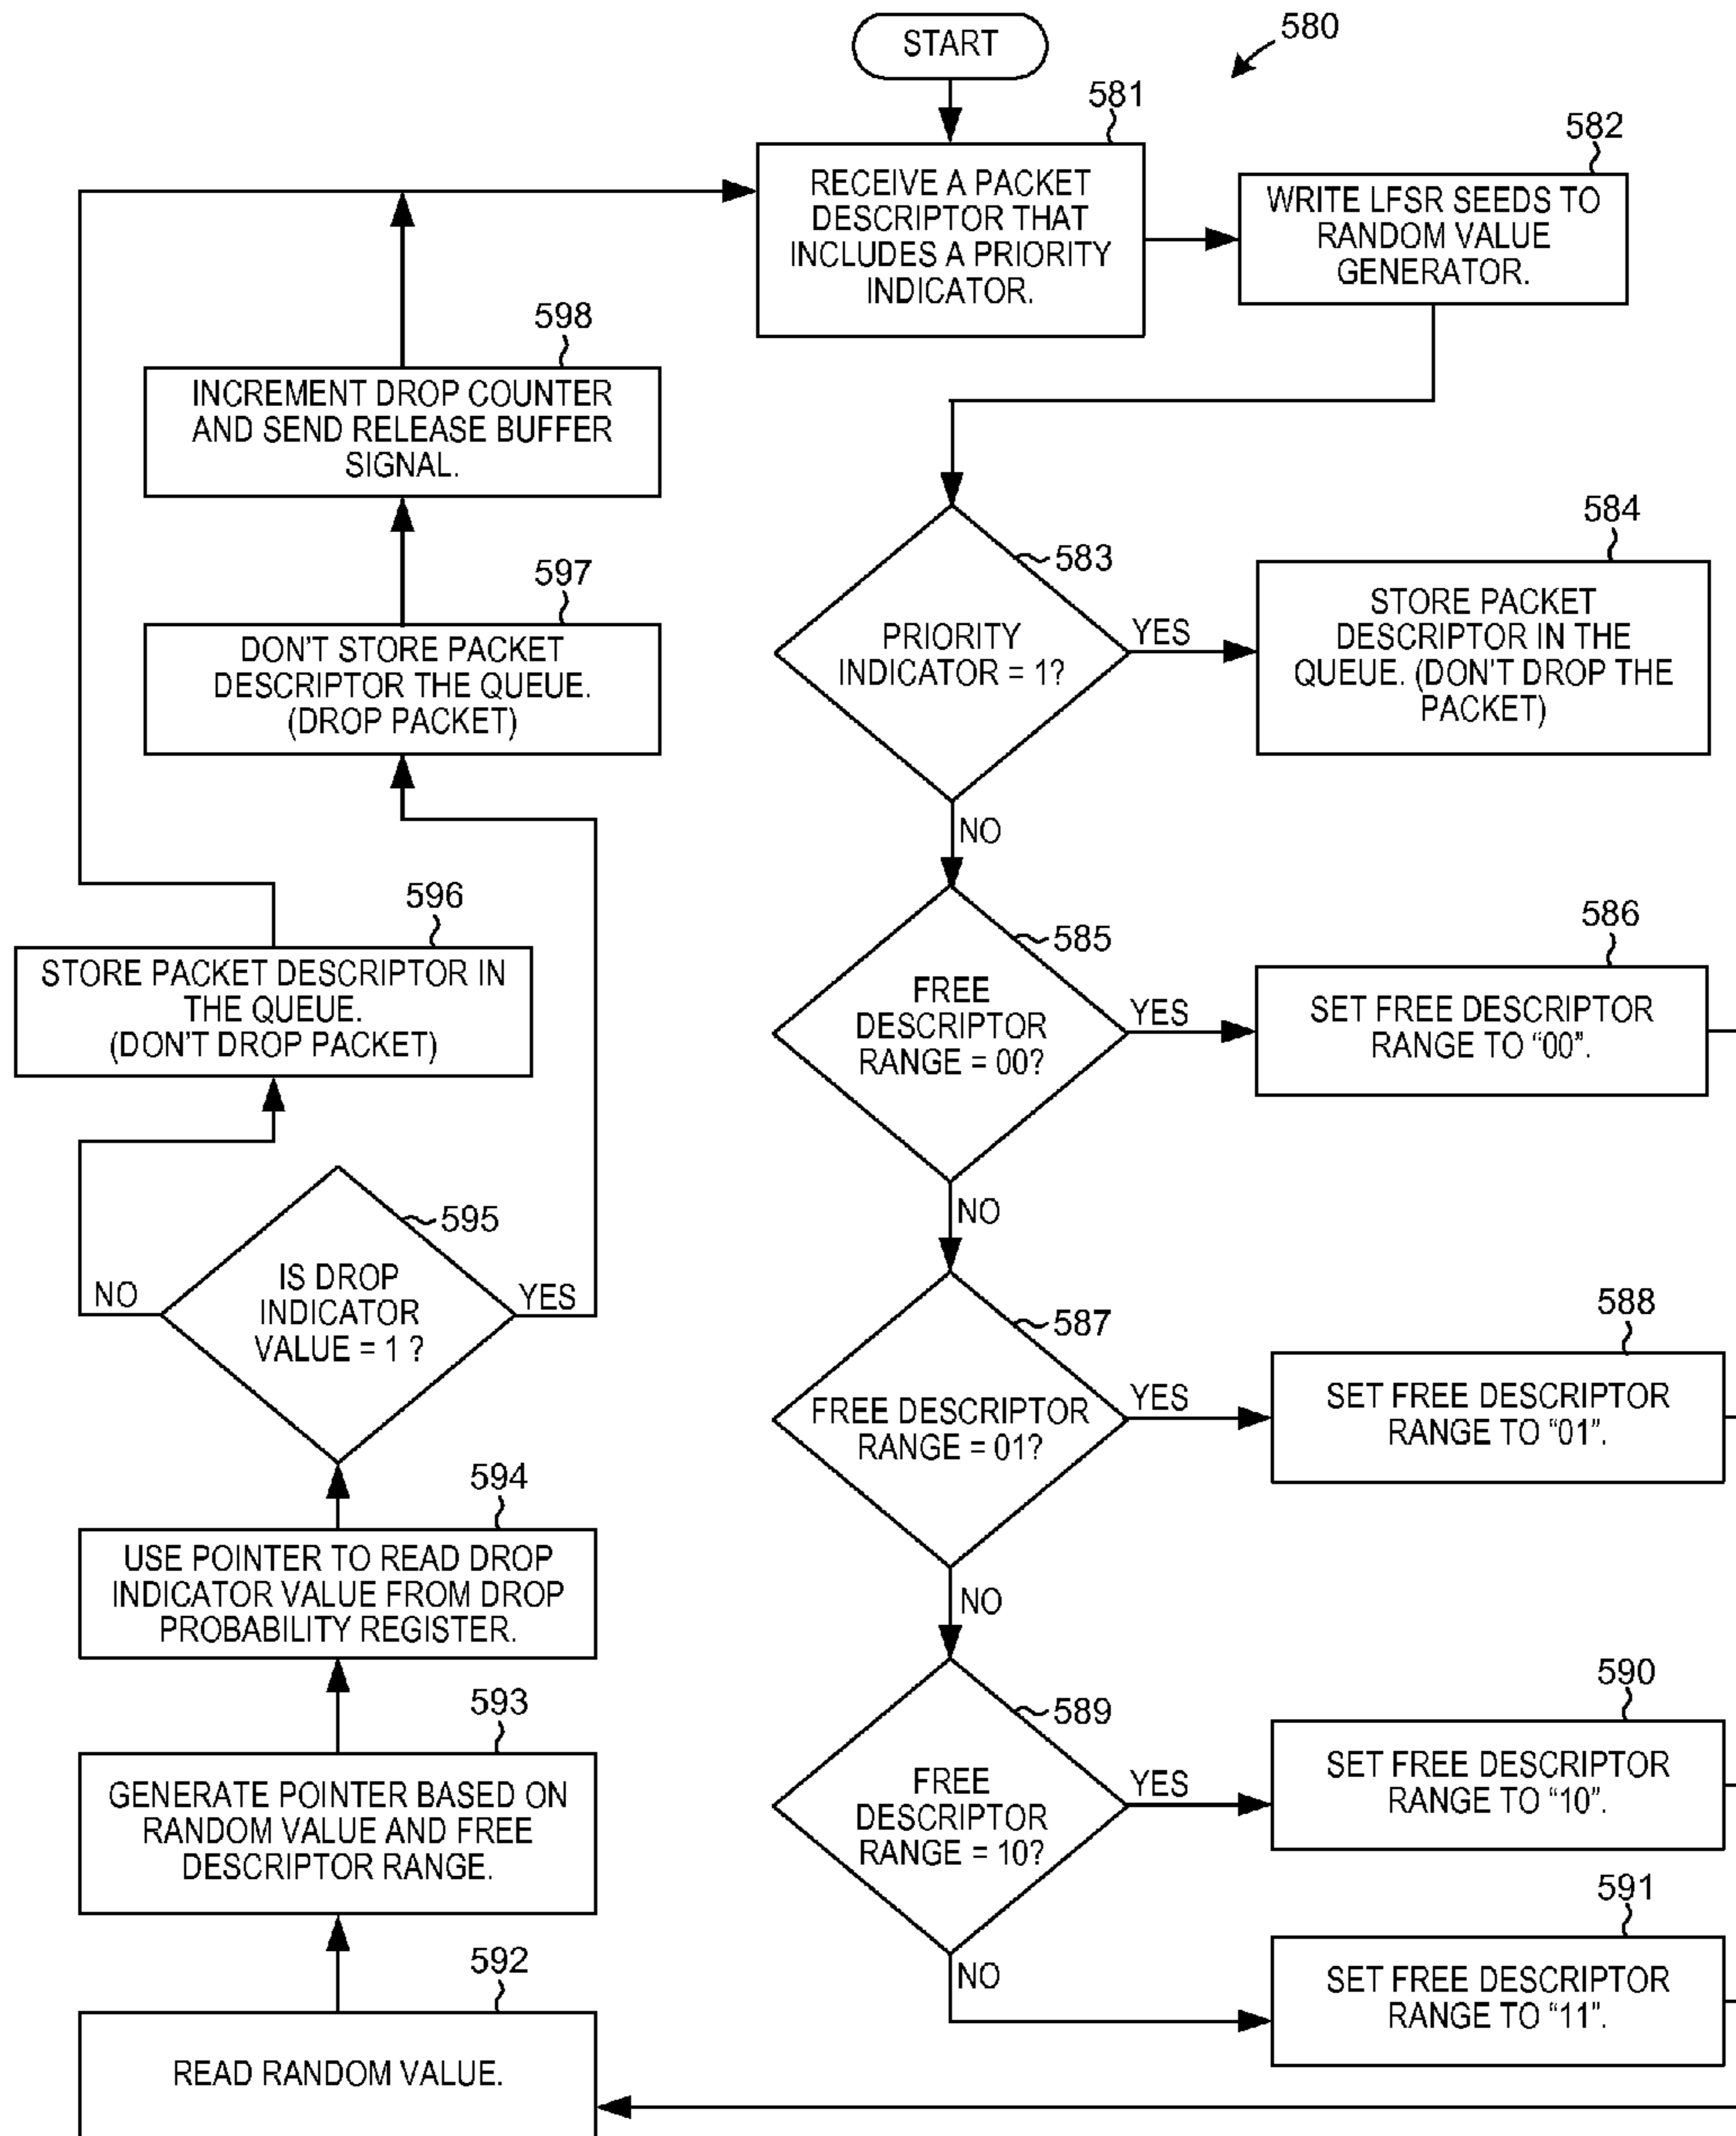 START
580
581
RECEIVE A PACKET
DESCRIPTOR THAT
INCLUDES A PRIORITY
INDICATOR.
582
WRITE LFSR SEEDS TO
RANDOM VALUE
GENERATOR.
583
PRIORITY
INDICATOR = 1?
YES
NO
584
STORE PACKET
DESCRIPTOR IN THE
QUEUE. (DON'T DROP THE
PACKET)
585
FREE
DESCRIPTOR
RANGE = 00?
YES
NO
586
SET FREE DESCRIPTOR
RANGE TO “00”.
587
FREE DESCRIPTOR
RANGE = 01?
YES
NO
588
SET FREE DESCRIPTOR
RANGE TO “01”.
589
FREE
DESCRIPTOR
RANGE = 10?
YES
NO
590
SET FREE DESCRIPTOR
RANGE TO “10”.
591
SET FREE DESCRIPTOR
RANGE TO “11”.
592
READ RANDOM VALUE.
593
GENERATE POINTER BASED ON
RANDOM VALUE AND FREE
DESCRIPTOR RANGE.
594
USE POINTER TO READ DROP
INDICATOR VALUE FROM DROP
PROBABILITY REGISTER.
595
IS DROP
INDICATOR
VALUE = 1 ?
NO
YES
596
STORE PACKET DESCRIPTOR IN
THE QUEUE.
(DON'T DROP PACKET)
597
DON'T STORE PACKET
DESCRIPTOR THE QUEUE.
(DROP PACKET)
598
INCREMENT DROP COUNTER
AND SEND RELEASE BUFFER
SIGNAL.